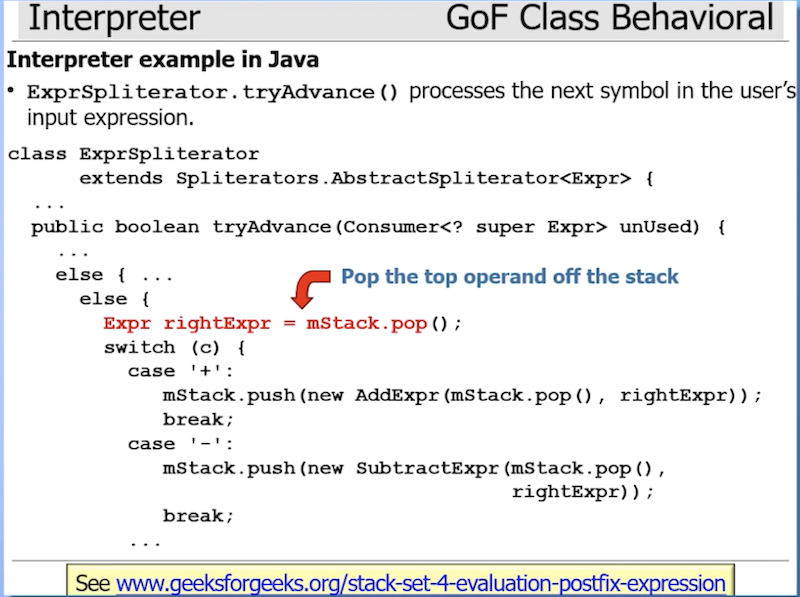 Interpreter GoF Class Behavioral
Interpreter example in Java
• ExprSpliterator.tryAdvance() processes the next symbol in the user's
input expression.
class ExprSpliterator
extends Spliterators.AbstractSpliterator<Expr> {
...
public boolean tryAdvance(Consumer<? super Expr> unUsed) {
...
else { ...
Pop the top operand off the stack
else {
Expr rightExpr = mStack.pop();
switch (c) {
case '+':
mStack.push(new AddExpr(mStack.pop(), rightExpr));
break;
case '-':
mStack.push(new SubtractExpr(mStack.pop(),
rightExpr));
break;
...
See www.geeksforgeeks.org/stack-set-4-evaluation-postfix-expression